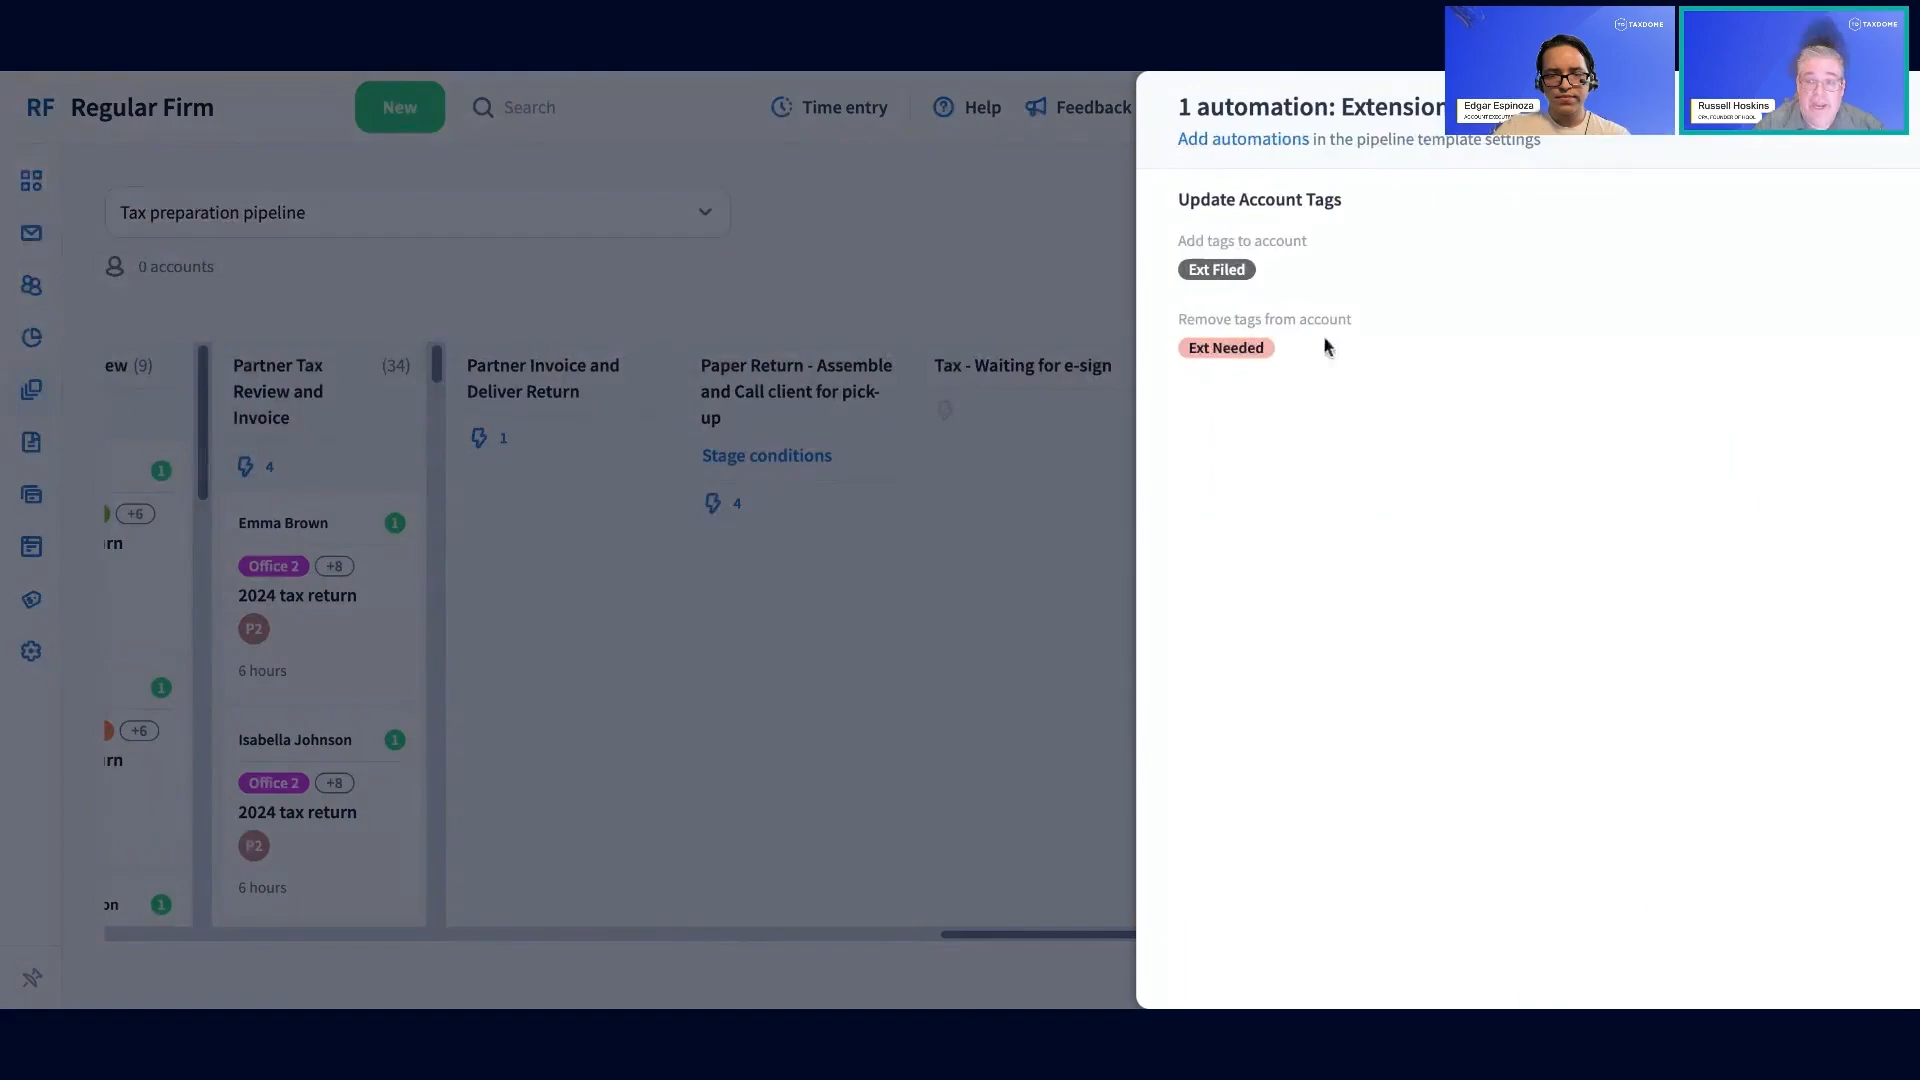 TAXDOME
TAXDOME
Edgar Espinoza
Russell Hoskins
RF Regular Firm
New
Search
Time entry
Help
Feedback
1 automation: Extension
Add automations in the pipeline template settings
Tax preparation pipeline
0 accounts
Update Account Tags
Add tags to account
Ext Filed
Remove tags from account
Ext Needed
ew (9)
1
+6
rn
1
+6
rn
on 1
Partner Tax
Review and
Invoice
(34)
4
Emma Brown 1
Office 2 +8
2024 tax return
P2
6 hours
Isabella Johnson 1
Office 2 +8
2024 tax return
P2
6 hours
Partner Invoice and
Deliver Return
1
Paper Return - Assemble
and Call client for pick-
up
Stage conditions
4
Tax - Waiting for e-sign